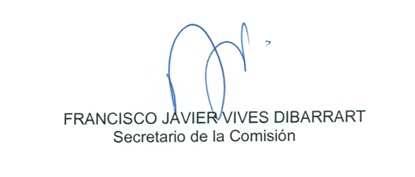 FRANCISCO JAVIER VIVES DIBARRART
Secretario de la Comisión